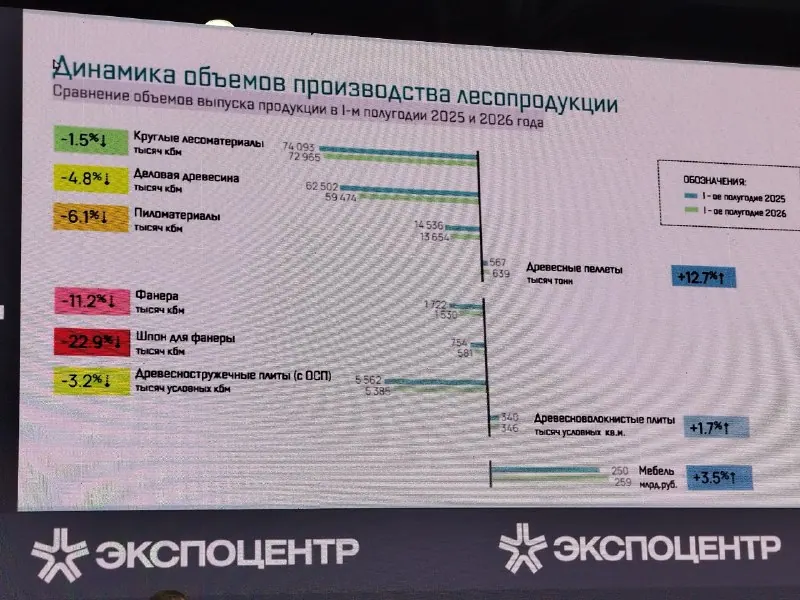 Динамика объемов производства лесопродукции
Сравнение объемов выпуска продукции в I-м полугодии 2025 и 2026 года
-1.5%↓ Круглые лесоматериалы
тысяч кбм
74 093
72 965
-4.8%↓ Деловая древесина
тысяч кбм
62 502
59 474
-6.1%↓ Пиломатериалы
тысяч кбм
14 536
13 654
ОБОЗНАЧЕНИЯ:
I - ое полугодие 2025
I - ое полугодие 2026
567
639
Древесные пеллеты
тысяч тонн
+12.7%↑
-11.2%↓ Фанера
тысяч кбм
1 722
1 530
-22.9%↓ Шпон для фанеры
тысяч кбм
754
581
-3.2%↓ Древесностружечные плиты (с ОСП)
тысяч условных кбм
5 562
5 385
340
346
Древесноволокнистые плиты
тысяч условных кв.м.
+1.7%↑
250
259
Мебель
млрд.руб.
+3.5%↑
ЭКСПОЦЕНТР
ЭКСПОЦЕНТР